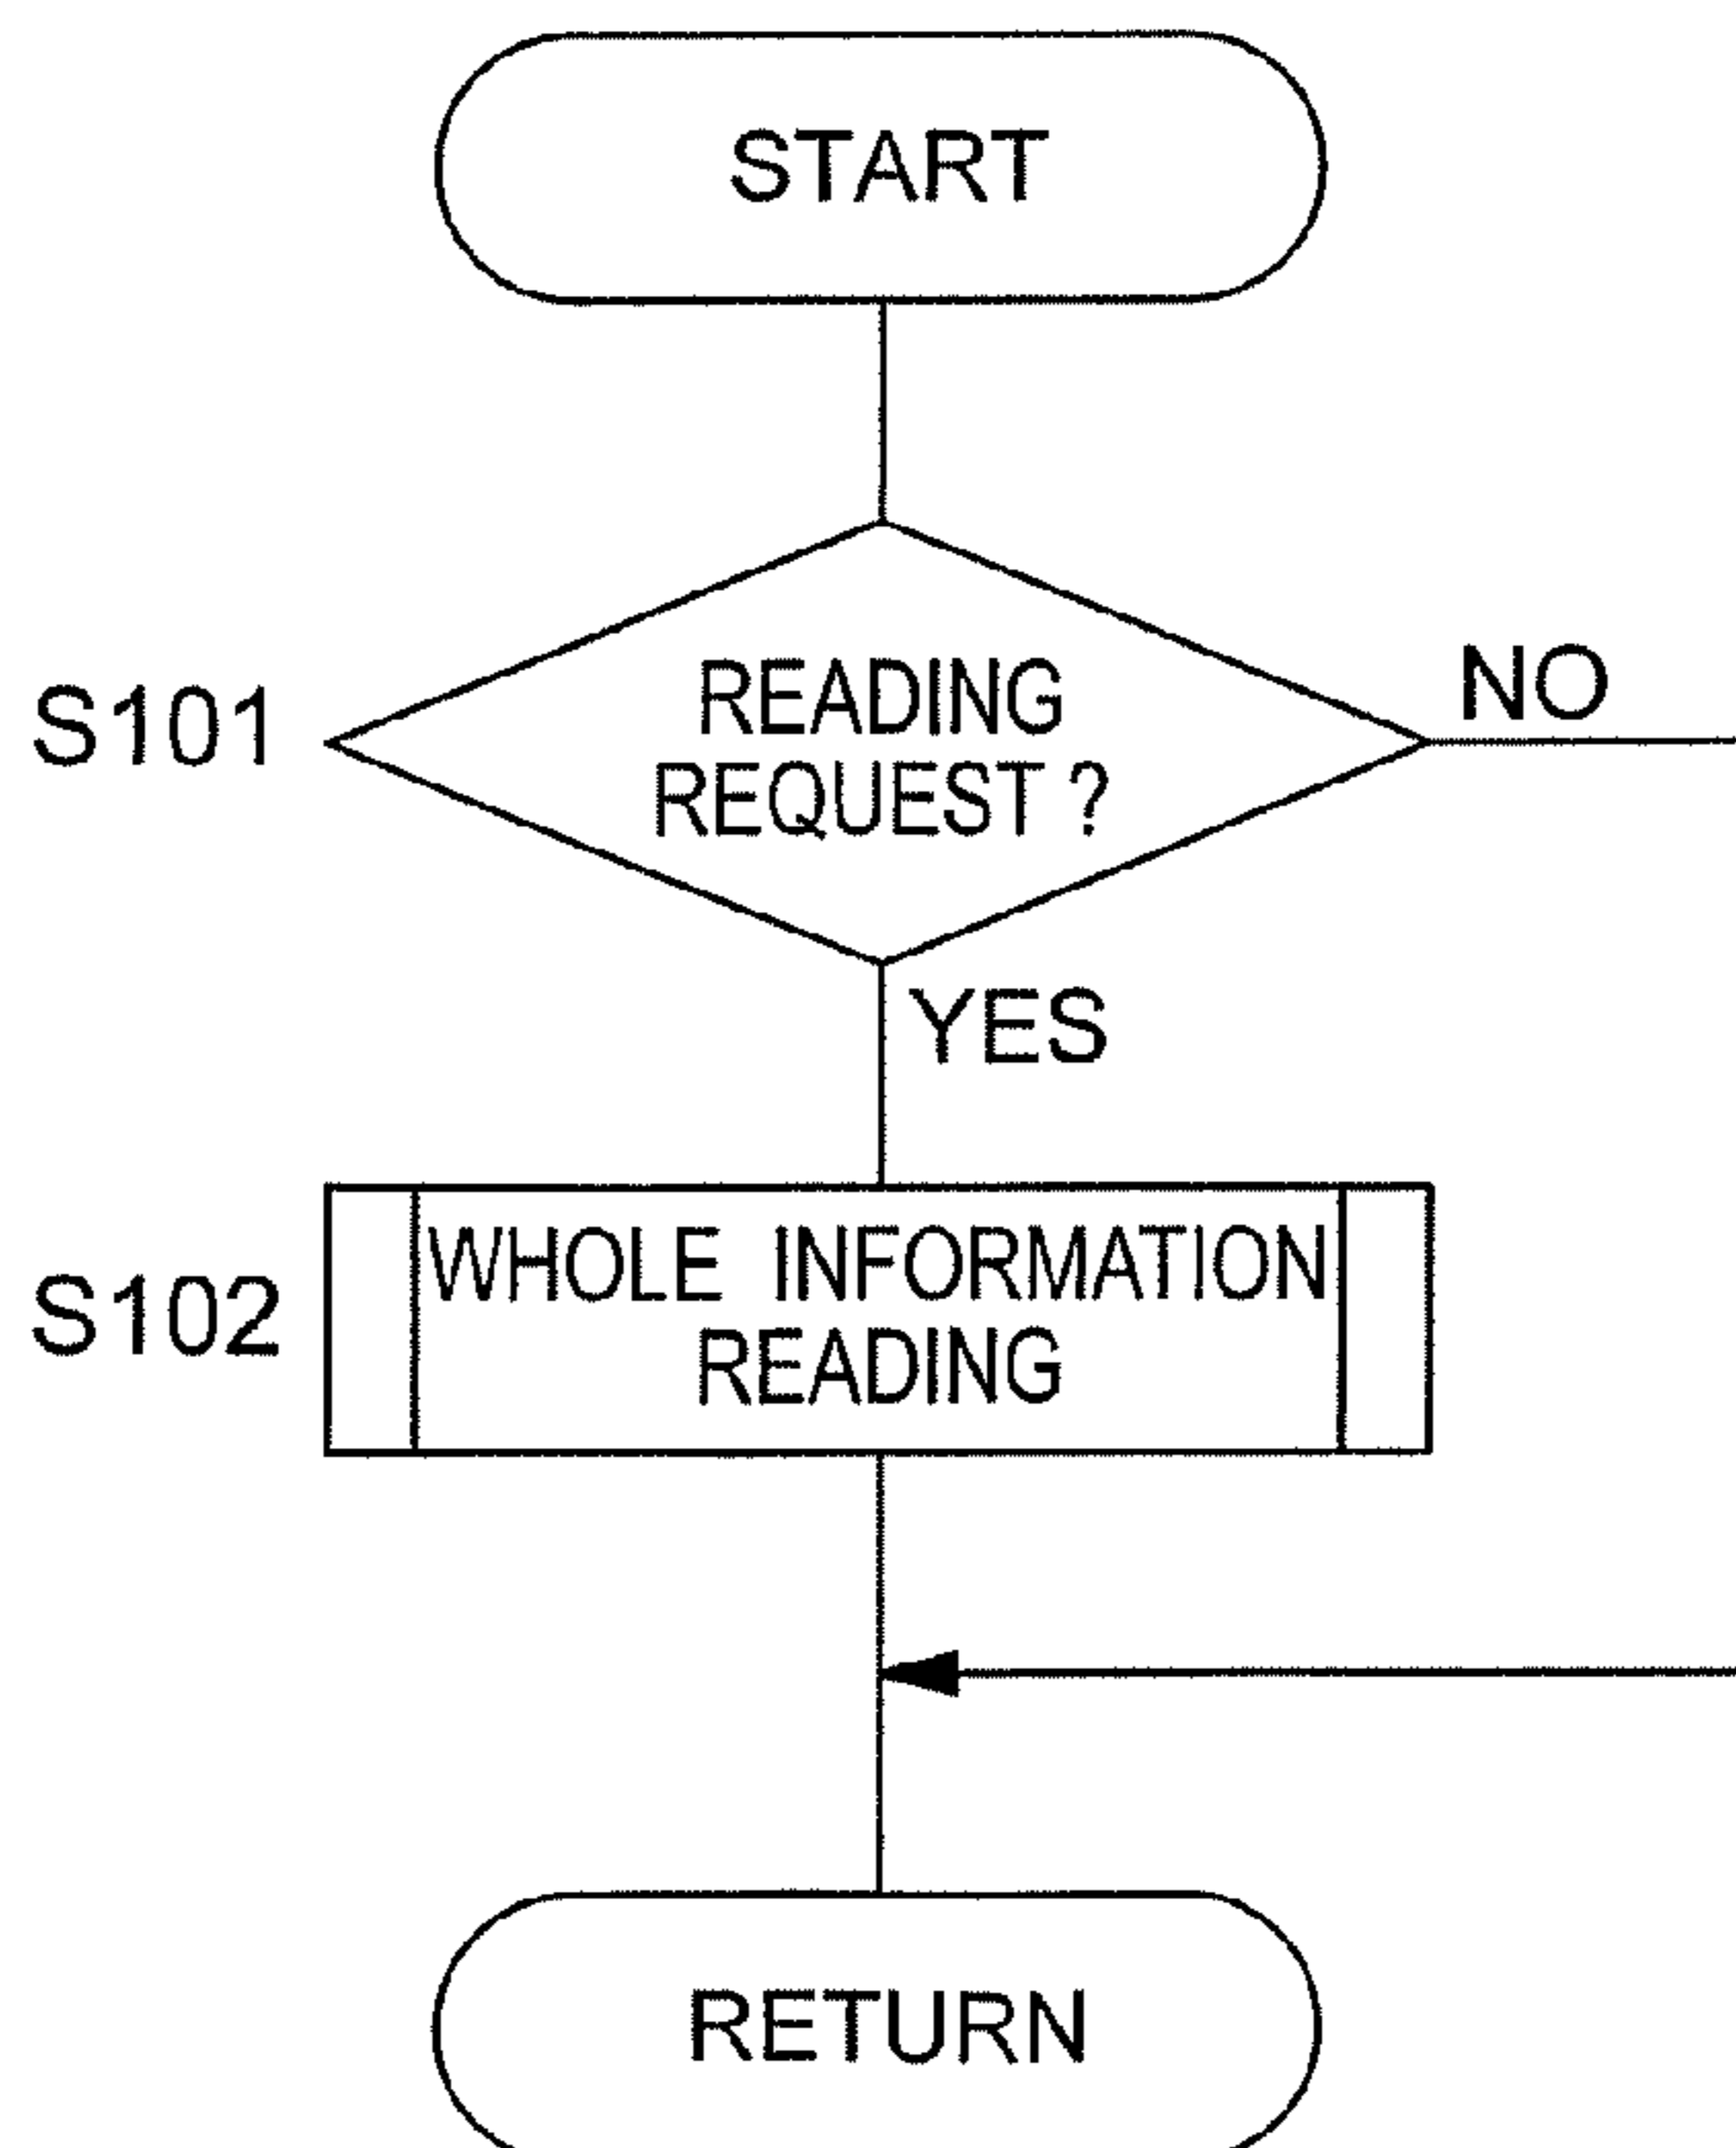 START
S101
READING
REQUEST ?
NO
YES
S102
WHOLE INFORMATION
READING
RETURN